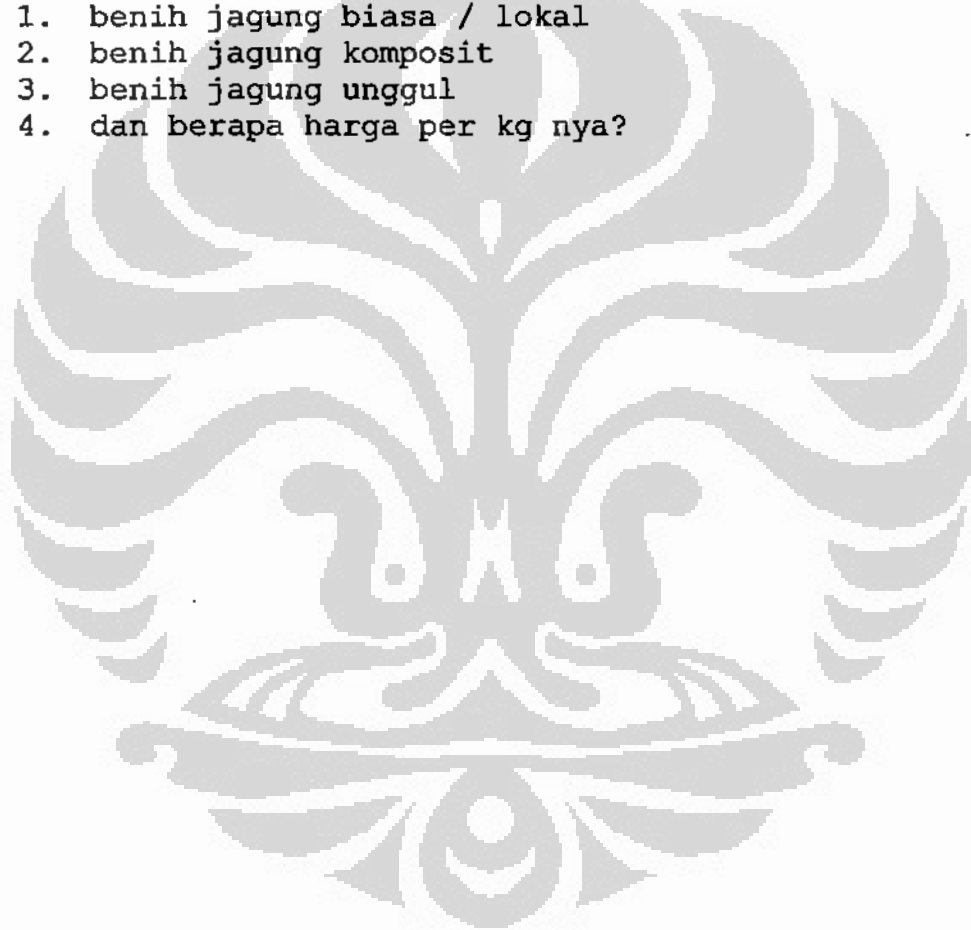 1. benih jagung biasa / lokal
2. benih jagung komposit
3. benih jagung unggul
4. dan berapa harga per kg nya?